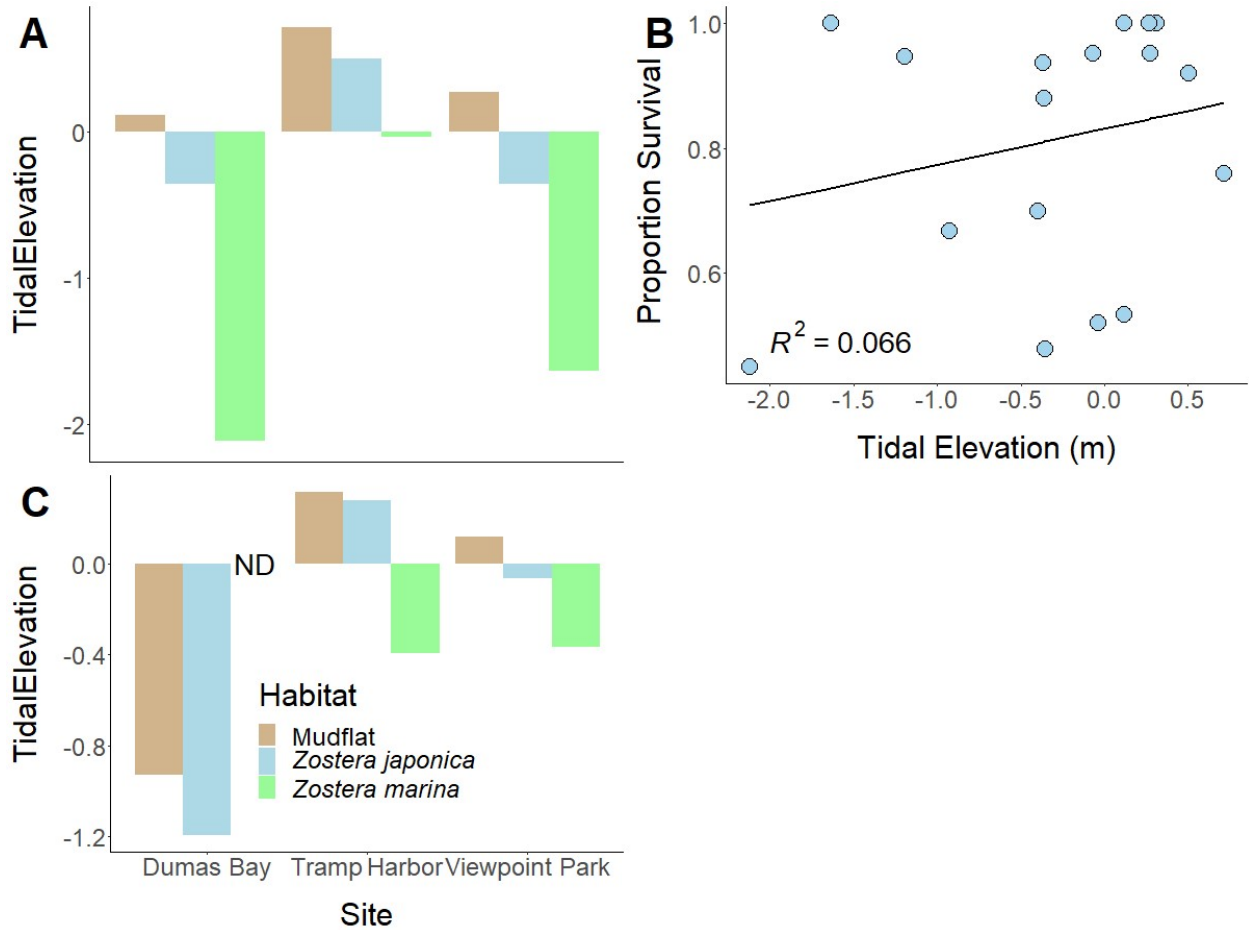 A
TidalElevation
0
-1
-2
B
Proportion Survival
1.0
0.8
0.6
R2 = 0.066
-2.0 -1.5 -1.0 -0.5 0.0 0.5
Tidal Elevation (m)
C
TidalElevation
0.0
-0.4
-0.8
-1.2
ND
Habitat
Mudflat
Zostera japonica
Zostera marina
Dumas Bay Tramp Harbor Viewpoint Park
Site